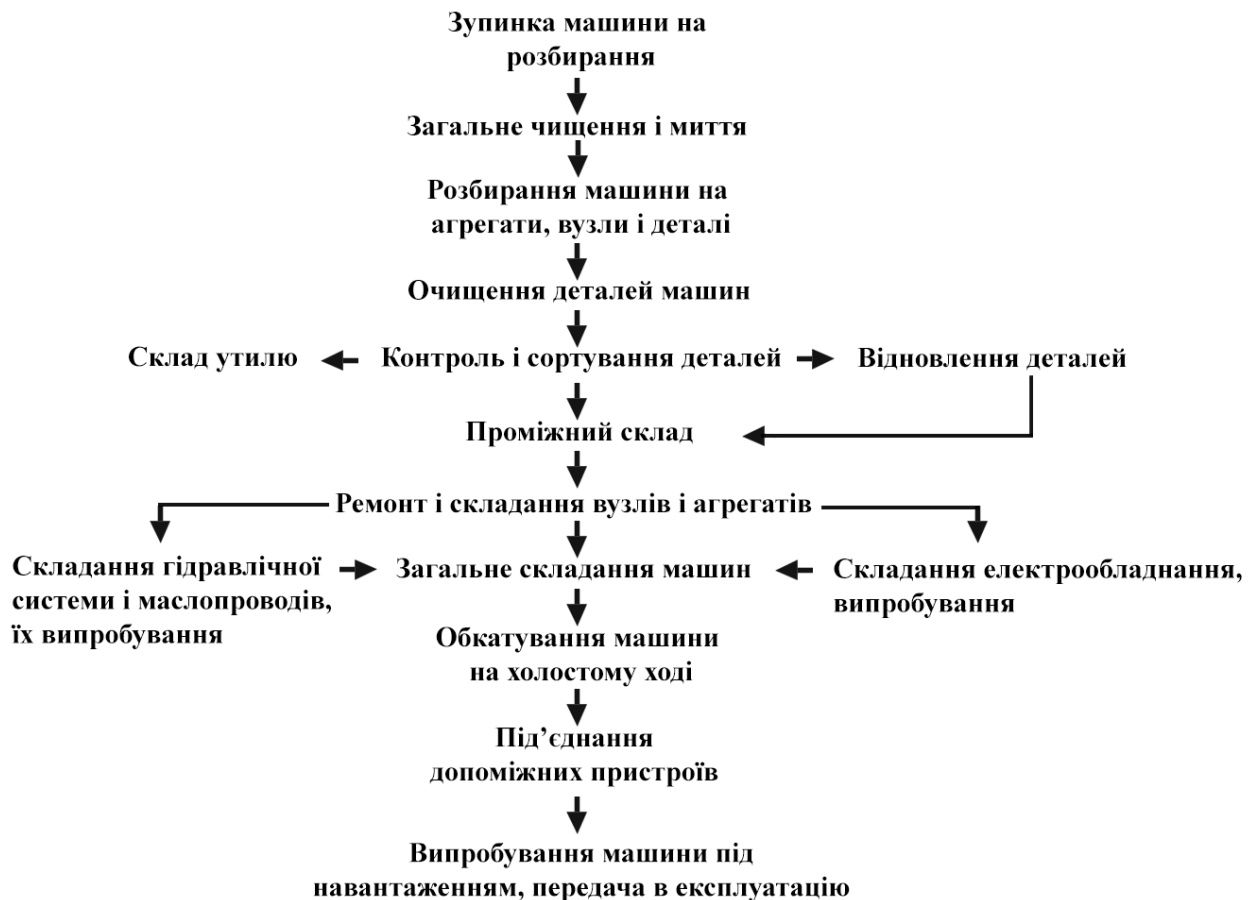 Зупинка машини на
розбирання
Загальне чищення і миття
Розбирання машини на
агрегати, вузли і деталі
Очищення деталей машин
Склад утилю
Контроль і сортування деталей
Відновлення деталей
Проміжний склад
Ремонт і складання вузлів і агрегатів
Складання гідравлічної
системи і маслопроводів,
їх випробування
Загальне складання машин
Складання електрообладнання,
випробування
Обкатування машини
на холостому ході
Під’єднання
допоміжних пристроїв
Випробування машини під
навантаженням, передача в експлуатацію